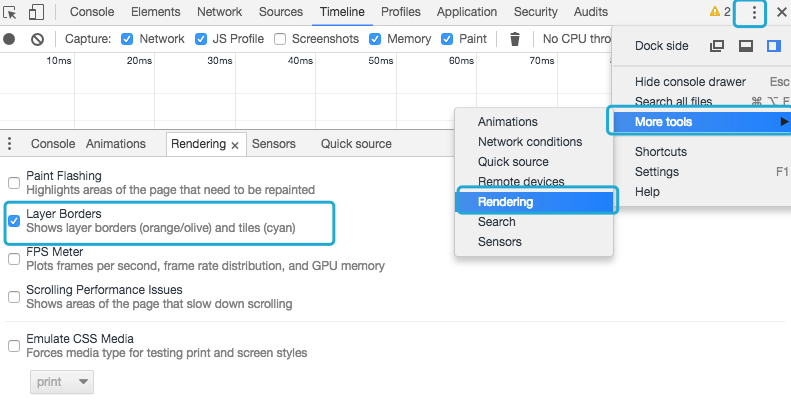 Console Elements Network Sources Timeline Profiles Application Security Audits 2
Capture: Network JS Profile Screenshots Memory Paint No CPU thro
Dock side
10ms 20ms 30ms 40ms 50ms 60ms 70ms
Hide console drawer Esc
Search all files
More tools
Shortcuts
Settings F1
Help
Animations
Network conditions
Quick source
Remote devices
Rendering
Search
Sensors
Console Animations Rendering × Sensors Quick source
Paint Flashing
Highlights areas of the page that need to be repainted
Layer Borders
Shows layer borders (orange/olive) and tiles (cyan)
FPS Meter
Plots frames per second, frame rate distribution, and GPU memory
Scrolling Performance Issues
Shows areas of the page that slow down scrolling
Emulate CSS Media
Forces media type for testing print and screen styles
print